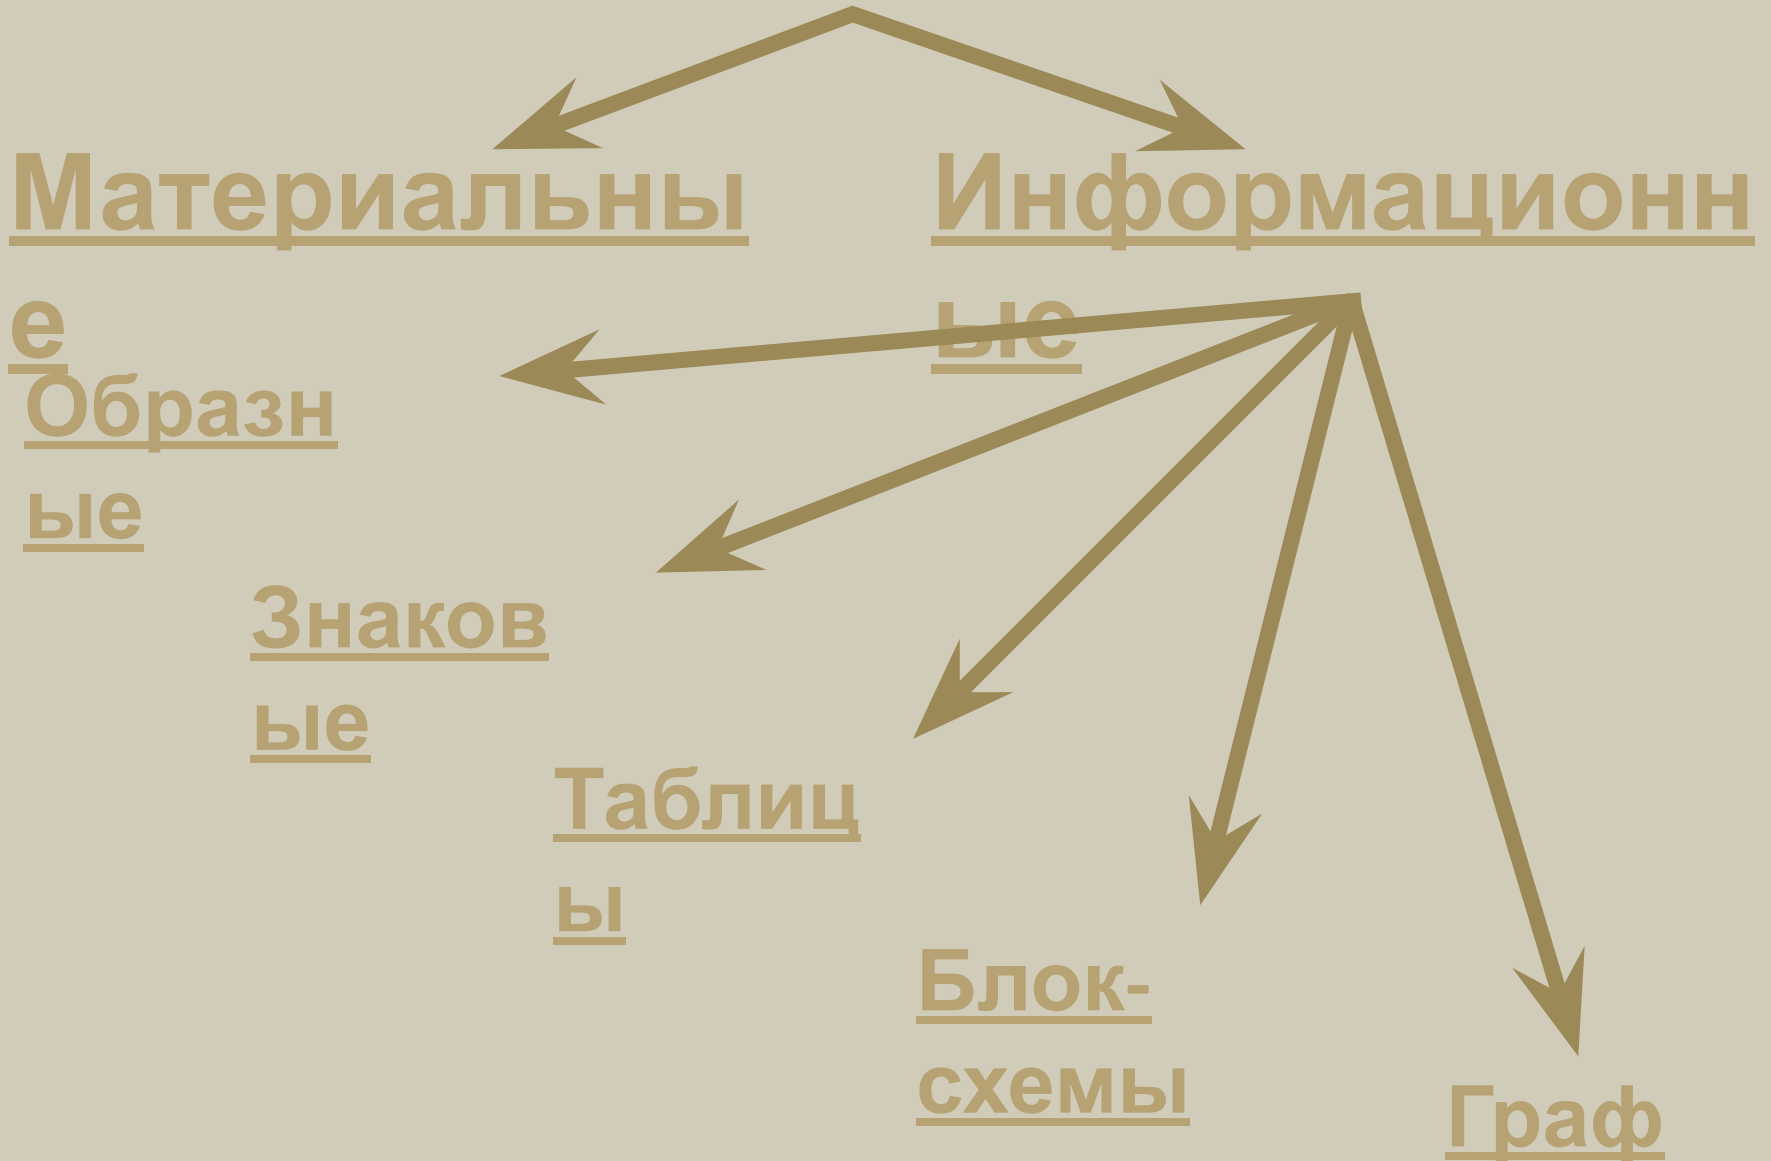 Материальны
е
Информационн
ые
Образн
ые
Знаков
ые
Таблиц
ы
Блок-
схемы
Граф